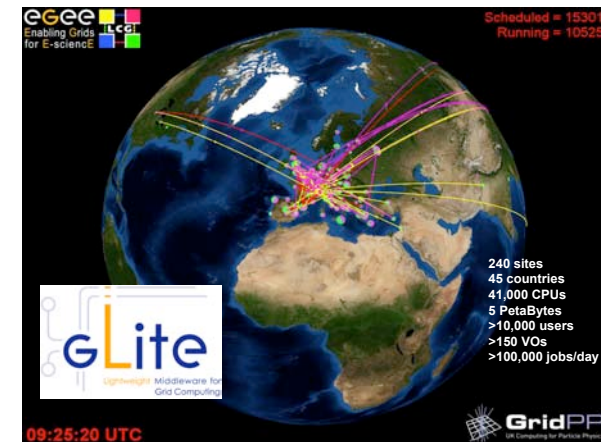 eGee
Enabling Grids
for E-sciencE
LCG
Scheduled = 15301
Running = 10525
240 sites
45 countries
41,000 CPUs
5 PetaBytes
>10,000 users
>150 VOs
>100,000 jobs/day
gLite
Lightweight Middleware for
Grid Computing
09:25:20 UTC
GridPP
UK Computing for Particle Physics